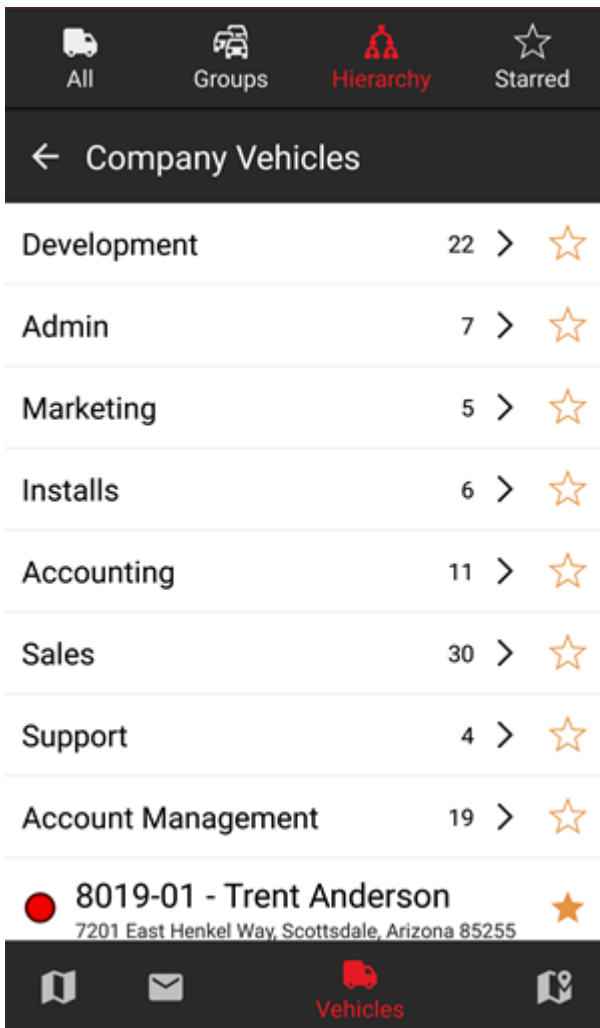 All Groups Hierarchy Starred
Company Vehicles
Development 22
Admin 7
Marketing 5
Installs 6
Accounting 11
Sales 30
Support 4
Account Management 19
8019-01 - Trent Anderson
7201 East Henkel Way, Scottsdale, Arizona 85255
Vehicles